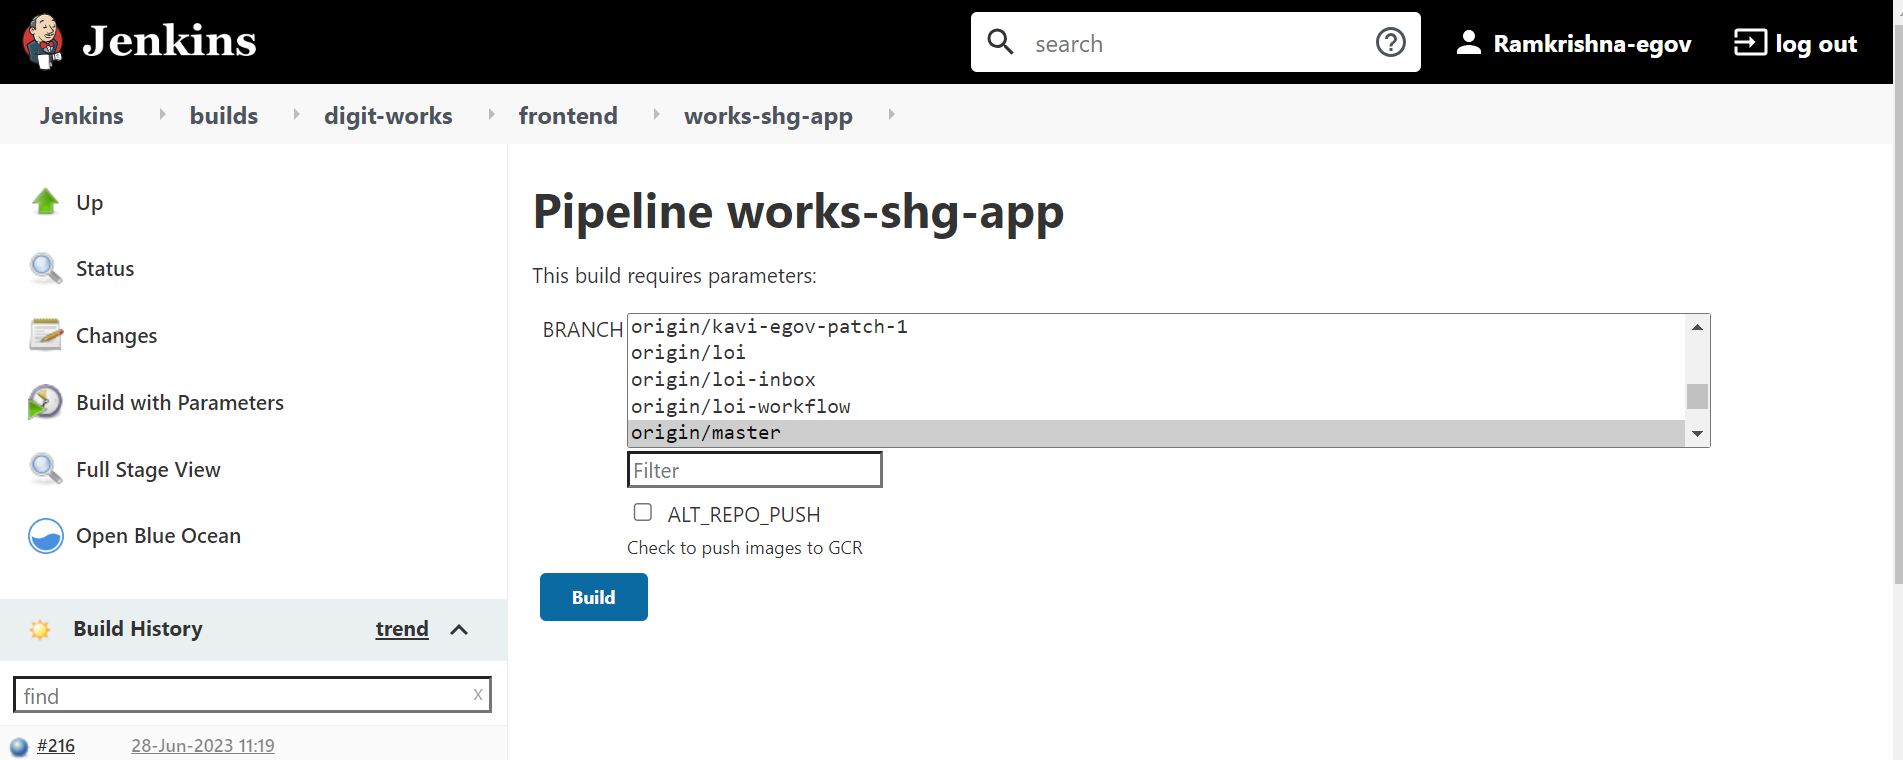 Jenkins
search
Ramkrishna-egov
log out
Jenkins builds digit-works frontend works-shg-app
Up
Status
Changes
Build with Parameters
Full Stage View
Open Blue Ocean
Build History trend
find x
#216 28-Jun-2023 11:19
Pipeline works-shg-app
This build requires parameters:
BRANCH
origin/kavi-egov-patch-1
origin/loi
origin/loi-inbox
origin/loi-workflow
origin/master
Filter
ALT_REPO_PUSH
Check to push images to GCR
Build